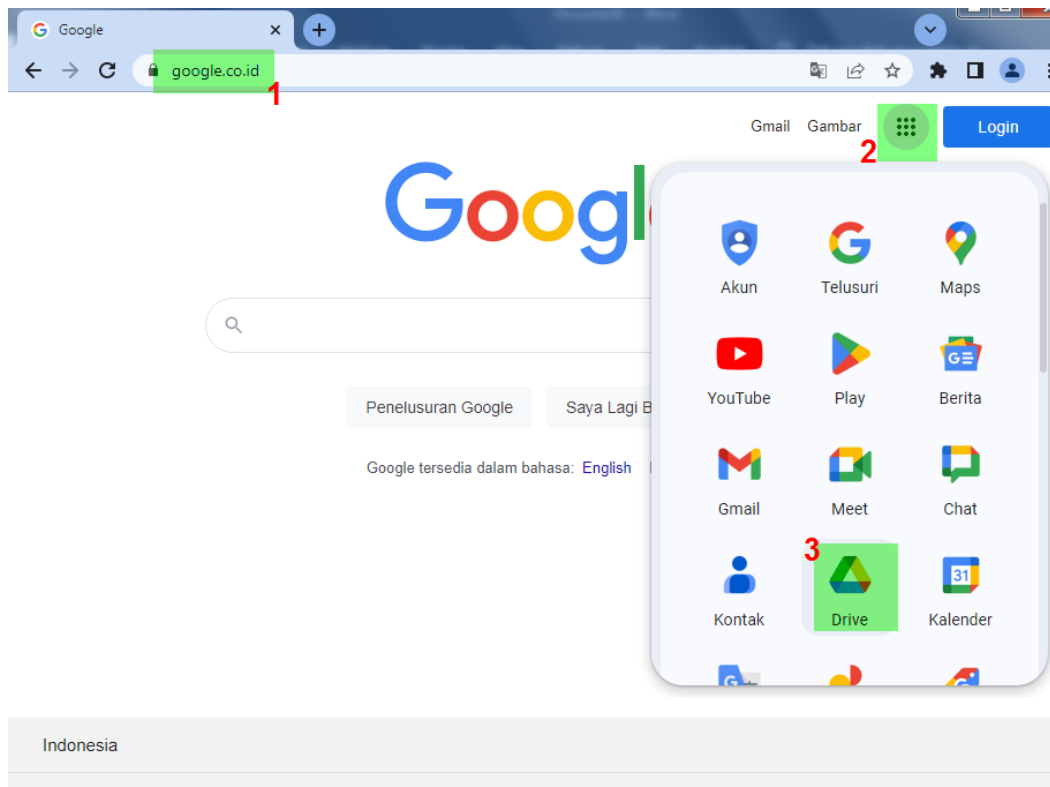 Google
google.co.id
1
Gmail Gambar Login
2
Google
Akun Telusuri Maps
YouTube Play Berita
Penelusuran Google Saya Lagi B
Google tersedia dalam bahasa: English
Gmail Meet Chat
3
31
Kontak Drive Kalender
Indonesia